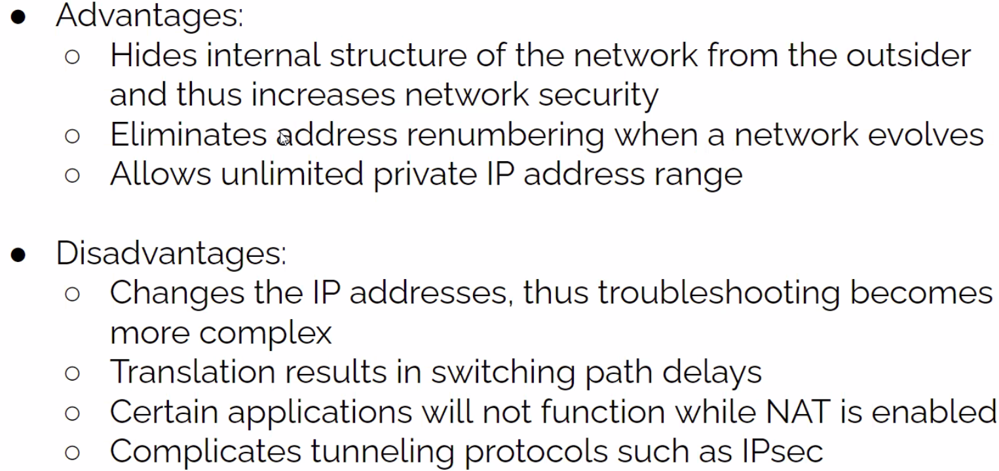 ● Advantages:
○ Hides internal structure of the network from the outsider
and thus increases network security
○ Eliminates address renumbering when a network evolves
○ Allows unlimited private IP address range
● Disadvantages:
○ Changes the IP addresses, thus troubleshooting becomes
more complex
○ Translation results in switching path delays
○ Certain applications will not function while NAT is enabled
○ Complicates tunneling protocols such as IPsec